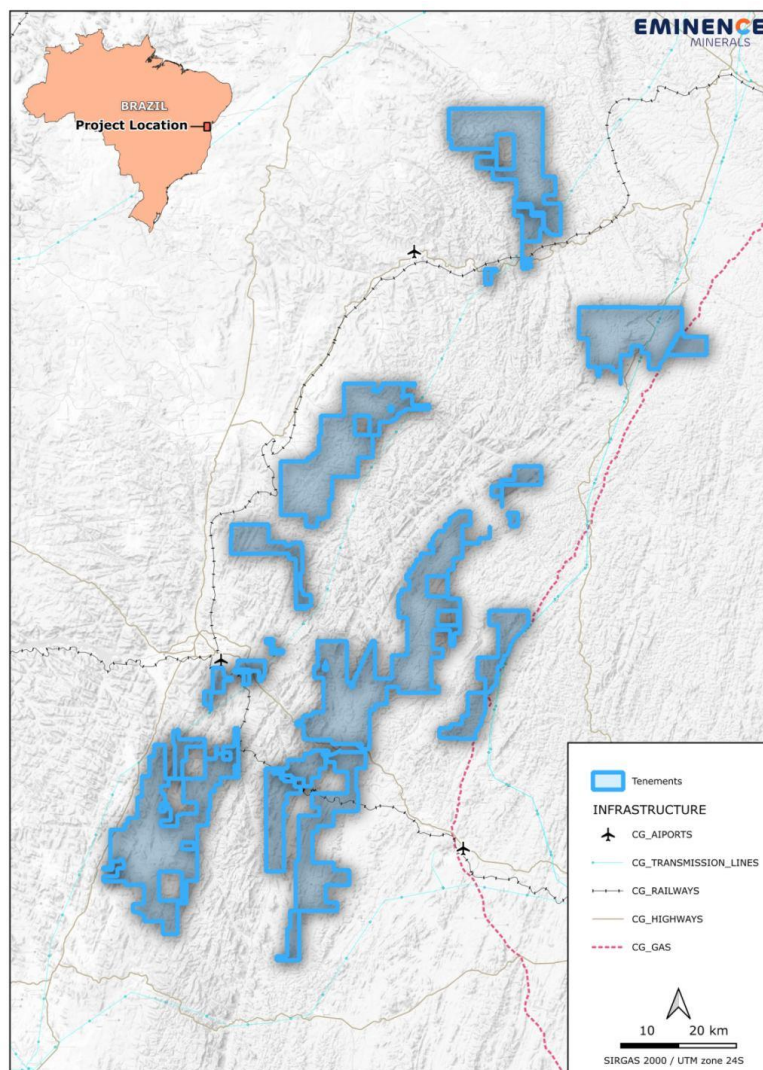 EMINENCE
MINERALS
BRAZIL
Project Location
Tenements
INFRASTRUCTURE
CG_AIPORTS
CG_TRANSMISSION_LINES
CG_RAILWAYS
CG_HIGHWAYS
CG_GAS
10 20 km
SIRGAS 2000 / UTM zone 24S